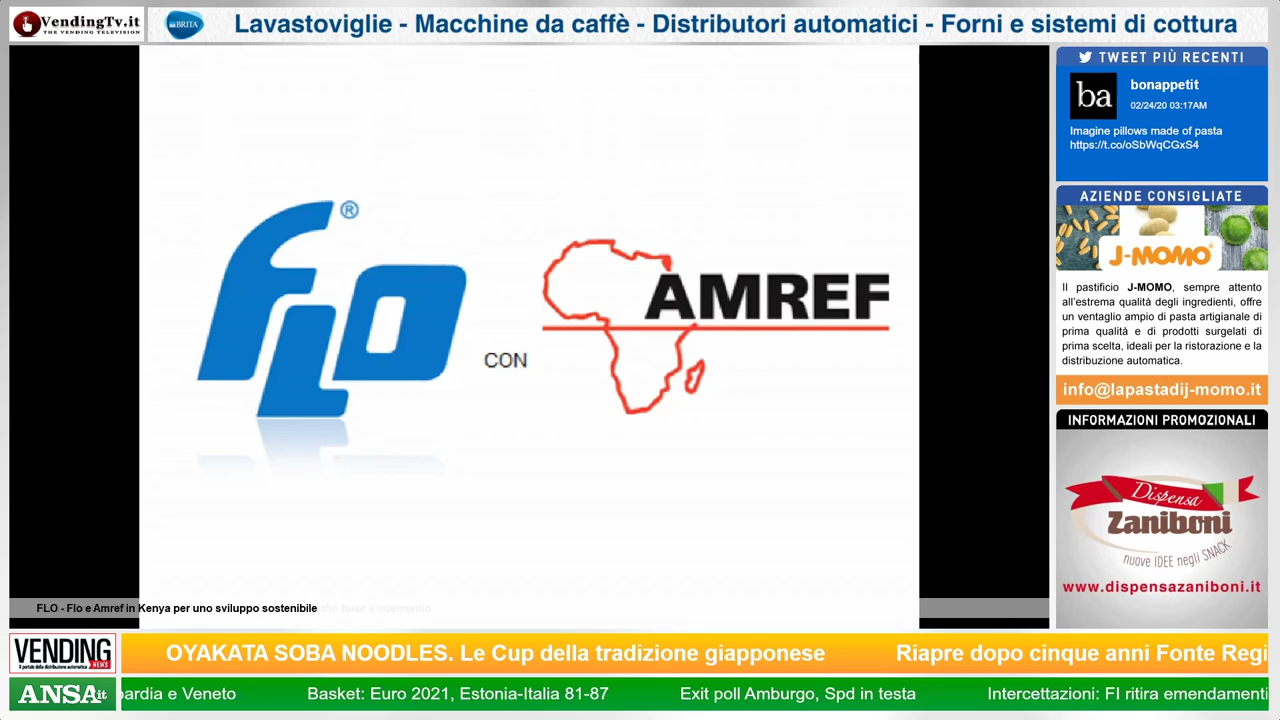 VendingTv.it
THE VENDING TELEVISION
BRITA
Lavastoviglie - Macchine da caffè - Distributori automatici - Forni e sistemi di cottura
FLO®
CON
AMREF
FLO - Flo e Amref in Kenya per uno sviluppo sostenibile
TWEET PIÙ RECENTI
ba
bonappetit
02/24/20 03:17AM
Imagine pillows made of pasta
https://t.co/oSbWqCGxS4
AZIENDE CONSIGLIATE
J-MOMO
Il pastificio J-MOMO, sempre attento
all'estrema qualità degli ingredienti, offre
un ventaglio ampio di pasta artigianale di
prima qualità e di prodotti surgelati di
prima scelta, ideali per la ristorazione e la
distribuzione automatica.
info@lapastadij-momo.it
INFORMAZIONI PROMOZIONALI
Dispensa
Zaniboni
nuove IDEE negli SNACK
www.dispensazaniboni.it
VENDING
Il portale della distribuzione automatica NEWS
OYAKATA SOBA NOODLES. Le Cup della tradizione giapponese Riapre dopo cinque anni Fonte Regi
ANSA.it
bardia e Veneto Basket: Euro 2021, Estonia-Italia 81-87 Exit poll Amburgo, Spd in testa Intercettazioni: FI ritira emendamenti